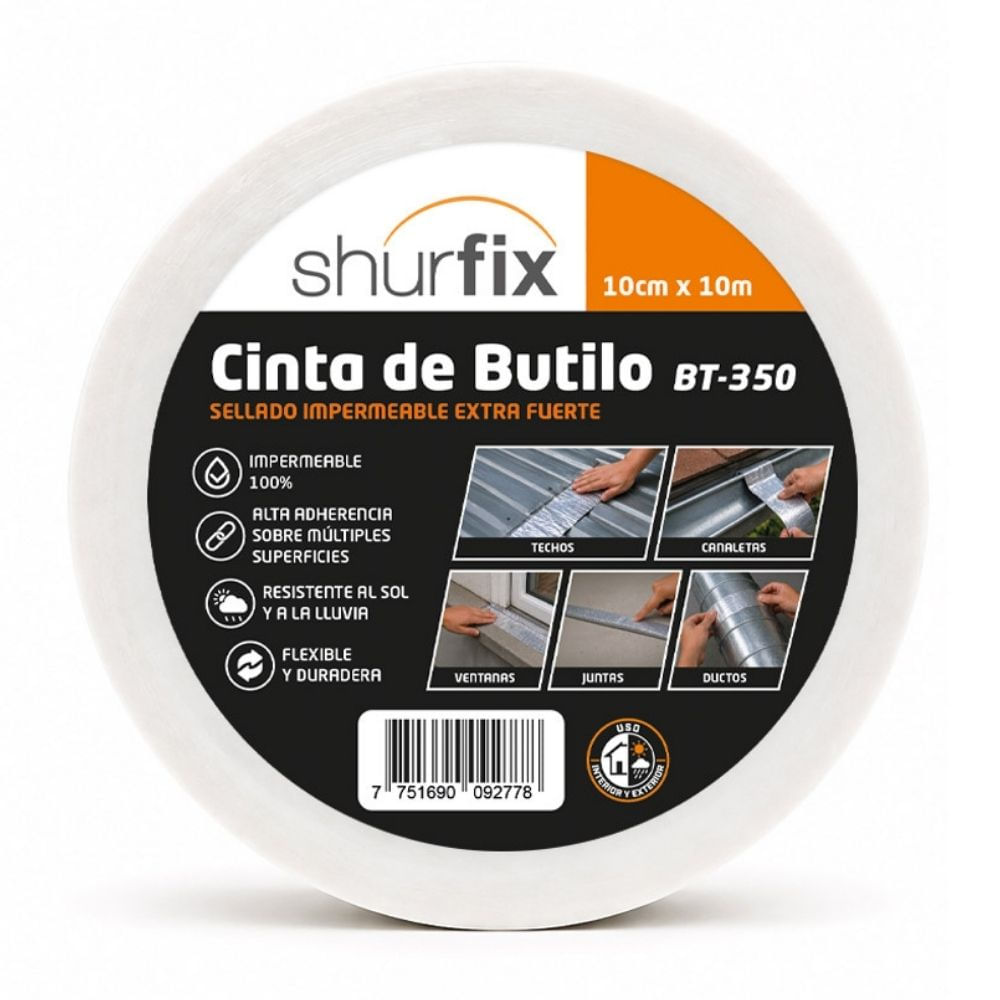 shurfix
10cm x 10m
Cinta de Butilo BT-350
SELLADO IMPERMEABLE EXTRA FUERTE
IMPERMEABLE
100%
ALTA ADHERENCIA
SOBRE MÚLTIPLES
SUPERFICIES
RESISTENTE AL SOL
Y A LA LLUVIA
FLEXIBLE
Y DURADERA
TECHOS
CANALETAS
VENTANAS
JUNTAS
DUCTOS
7 751690 092778
USO
INTERIOR Y EXTERIOR